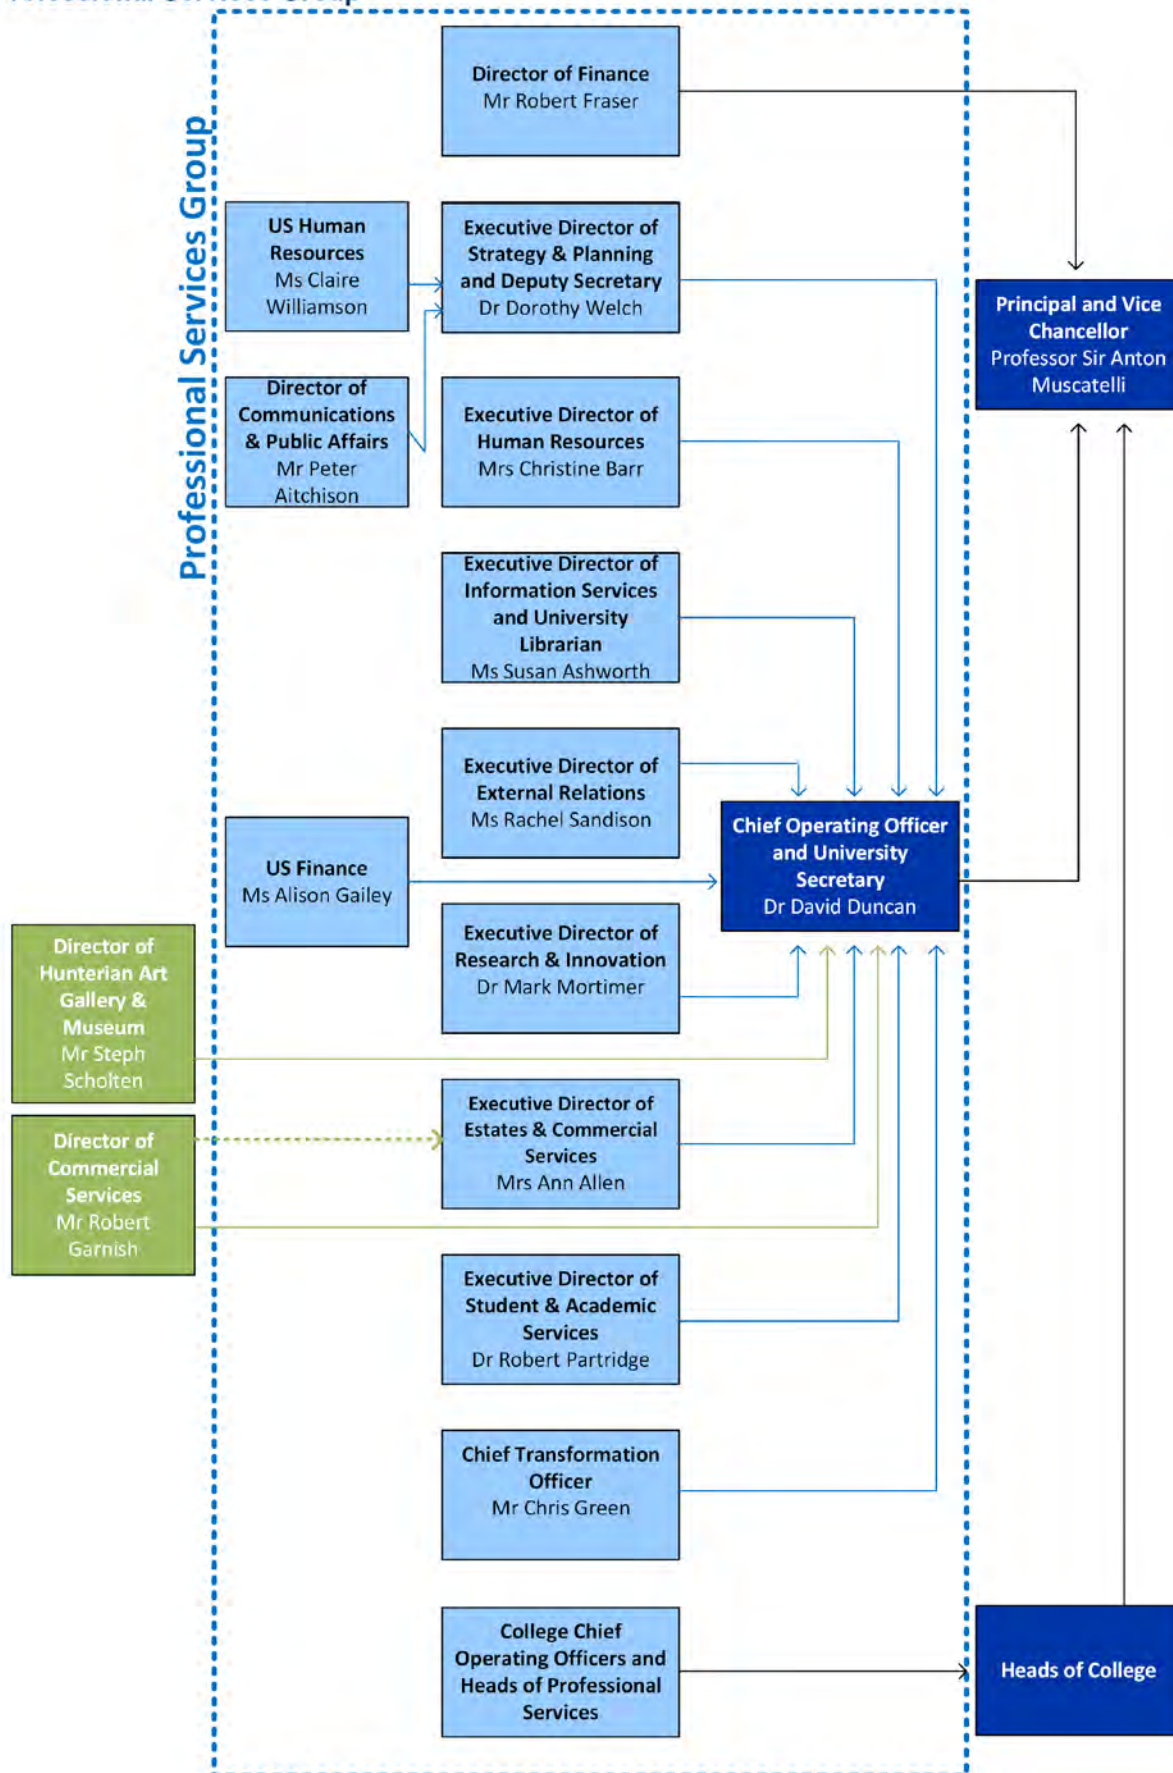 Professional Services Group
Director of Finance
Mr Robert Fraser
US Human
Resources
Ms Claire
Williamson
Executive Director of
Strategy & Planning
and Deputy Secretary
Dr Dorothy Welch
Principal and Vice
Chancellor
Professor Sir Anton
Muscatelli
Director of
Communications
& Public Affairs
Mr Peter
Aitchison
Executive Director of
Human Resources
Mrs Christine Barr
Executive Director of
Information Services
and University
Librarian
Ms Susan Ashworth
Executive Director of
External Relations
Ms Rachel Sandison
US Finance
Ms Alison Gailey
Chief Operating Officer
and University
Secretary
Dr David Duncan
Executive Director of
Research & Innovation
Dr Mark Mortimer
Director of
Hunterian Art
Gallery &
Museum
Mr Steph
Scholten
Executive Director of
Estates & Commercial
Services
Mrs Ann Allen
Director of
Commercial
Services
Mr Robert
Garnish
Executive Director of
Student & Academic
Services
Dr Robert Partridge
Chief Transformation
Officer
Mr Chris Green
College Chief
Operating Officers and
Heads of Professional
Services
Heads of College